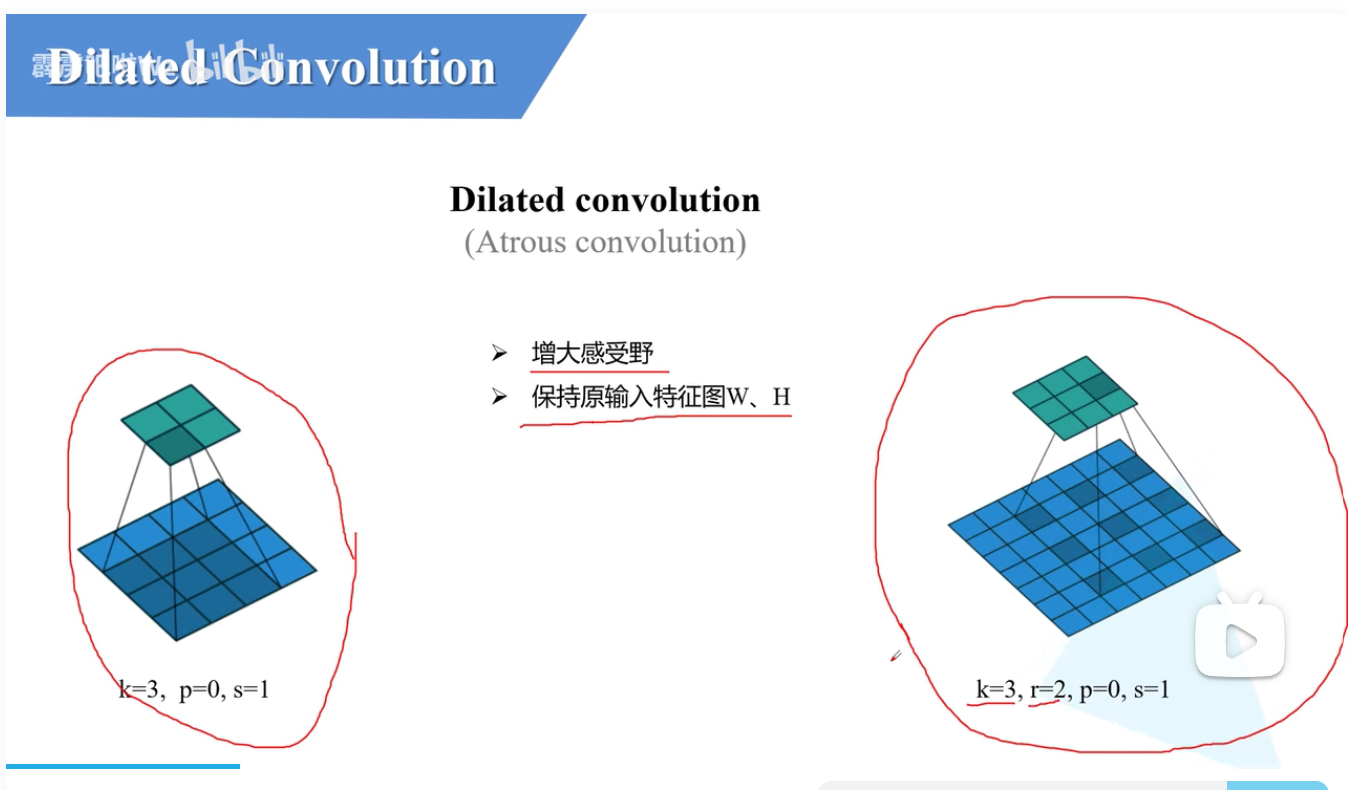 Dilated Convolution
bilibili
Dilated convolution
(Atrous convolution)
增大感受野
保持原输入特征图W、H
k=3, p=0, s=1
k=3, r=2, p=0, s=1